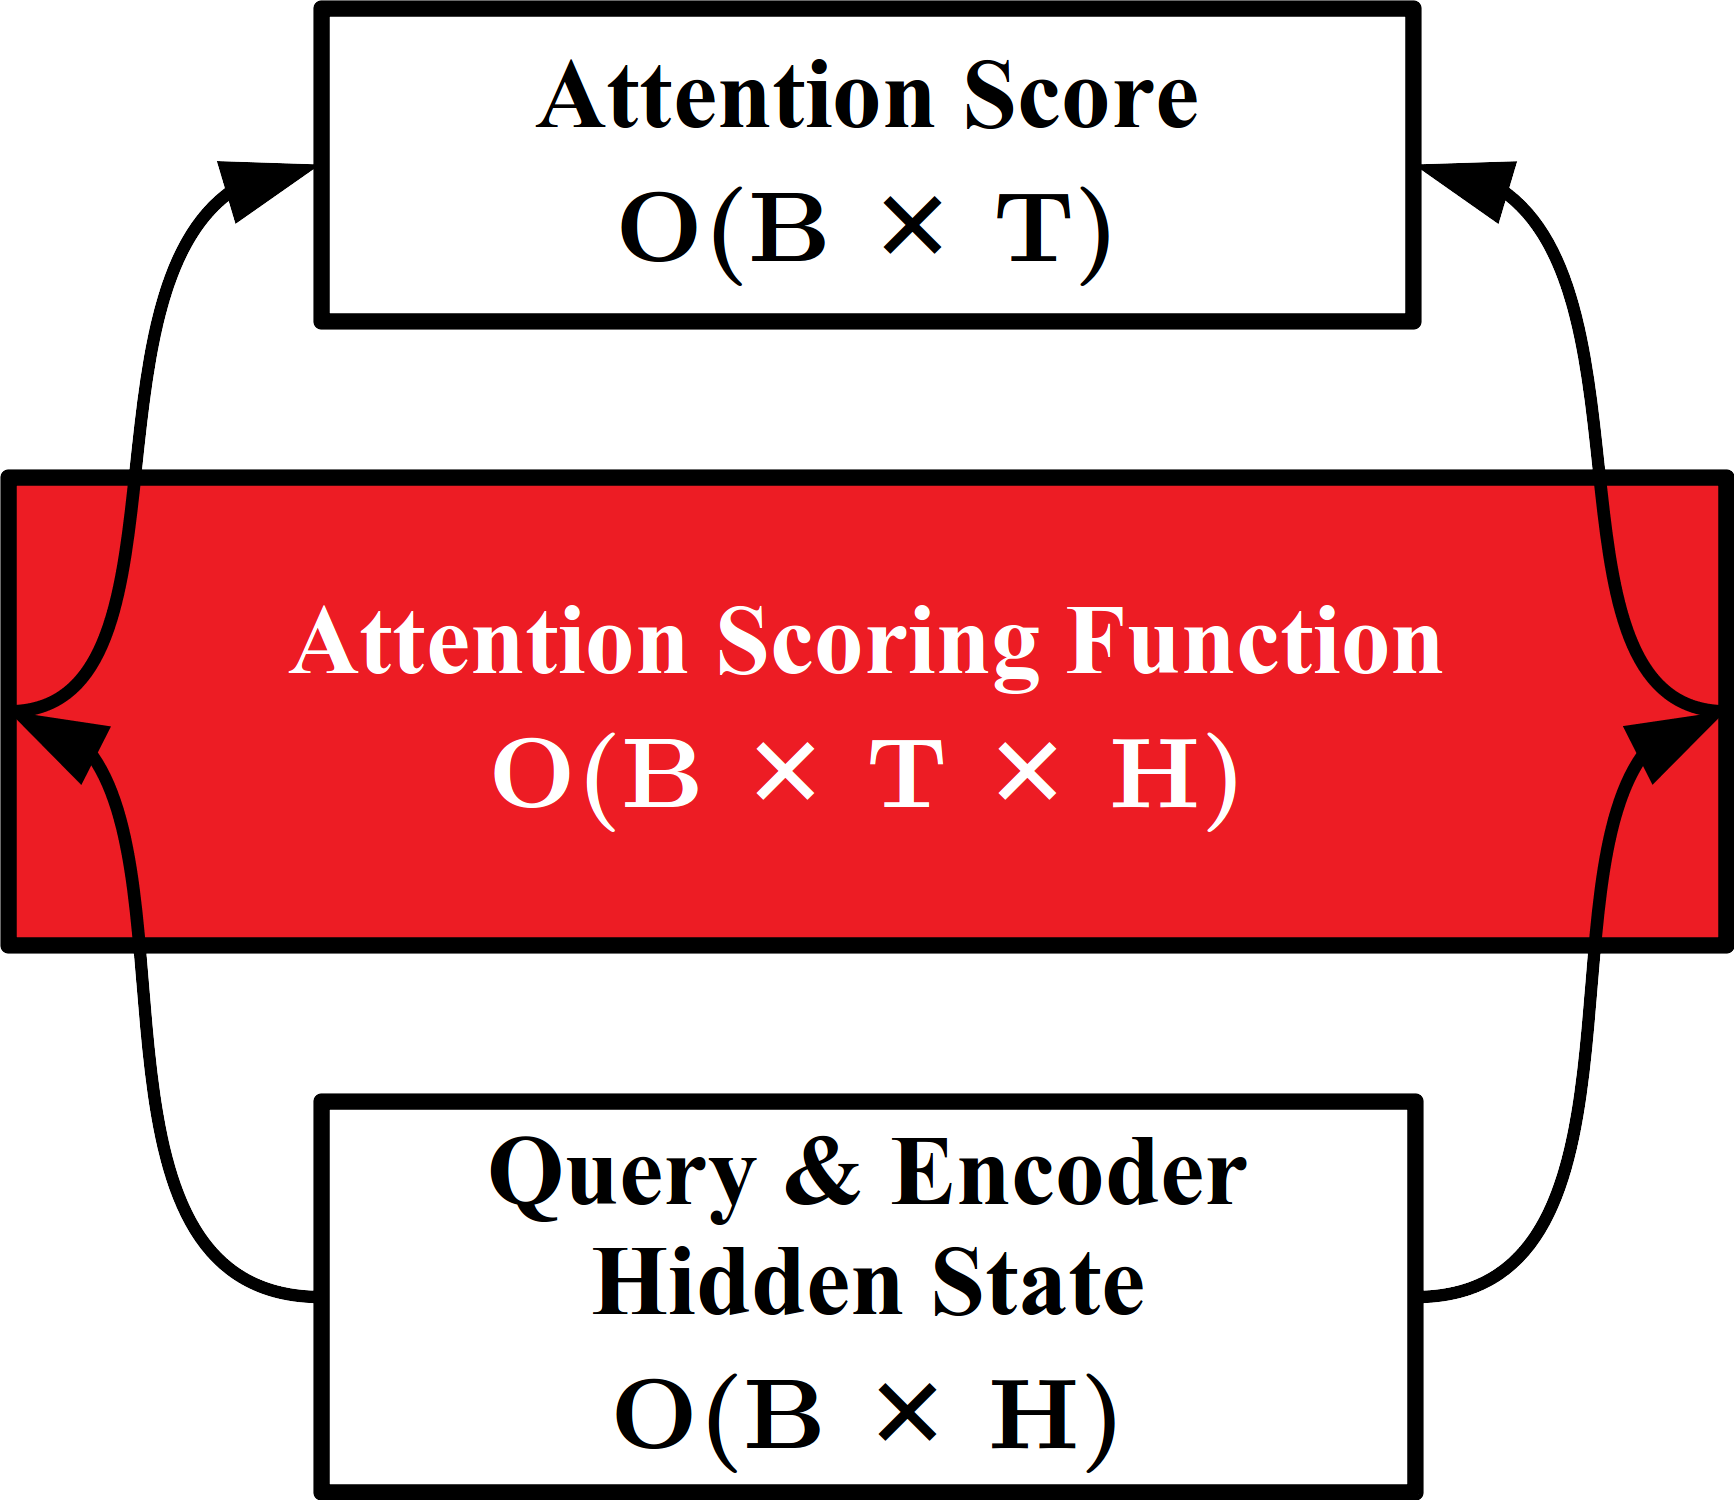 Attention Score
O(B × T)
Attention Scoring Function
O(B × T × H)
Query & Encoder
Hidden State
O(B × H)